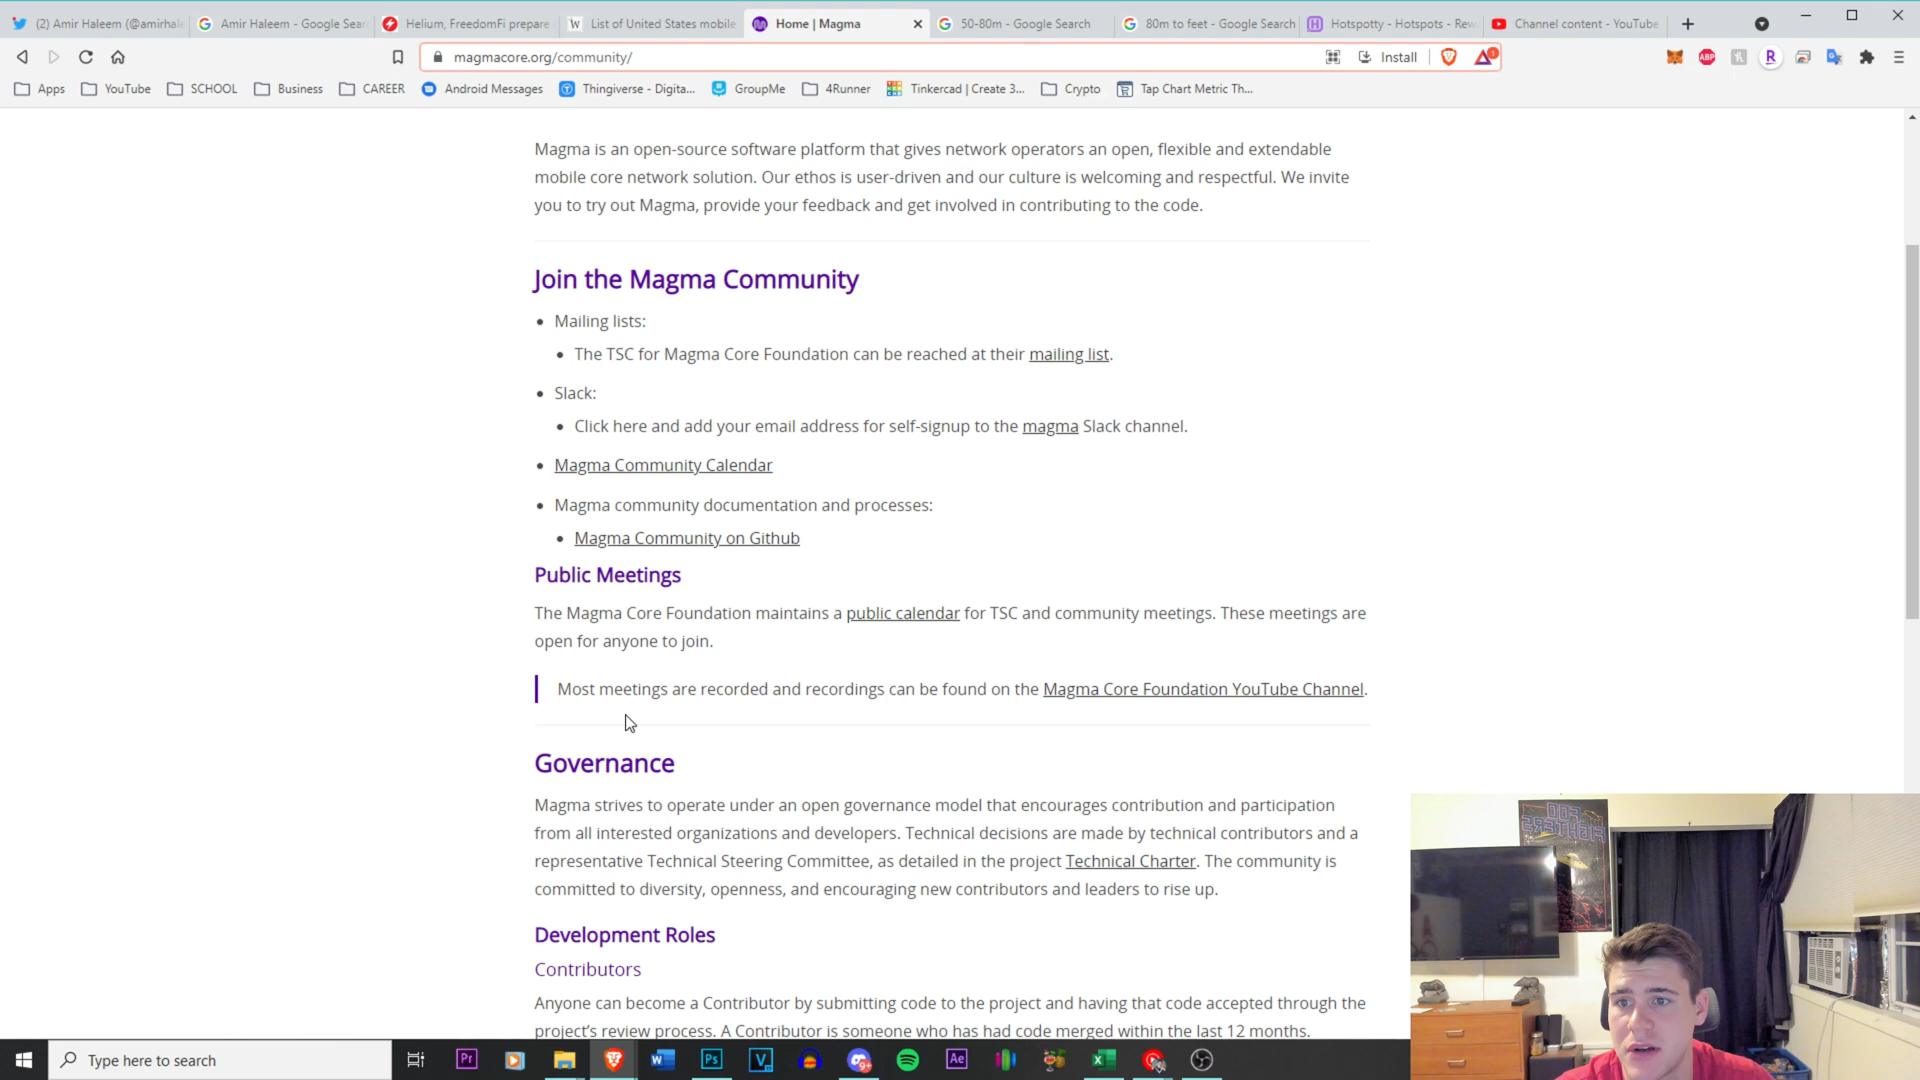 (2) Amir Haleem (@amirhal
Amir Haleem - Google Sear
Helium, FreedomFi prepare
List of United States mobile
Home | Magma
50-80m - Google Search
80m to feet - Google Search
Hotspotty - Hotspots - Rew
Channel content - YouTube
magmacore.org/community/
Install
Apps
YouTube
SCHOOL
Business
CAREER
Android Messages
Thingiverse - Digita...
GroupMe
4Runner
Tinkercad | Create 3...
Crypto
Tap Chart Metric Th...
Magma is an open-source software platform that gives network operators an open, flexible and extendable
mobile core network solution. Our ethos is user-driven and our culture is welcoming and respectful. We invite
you to try out Magma, provide your feedback and get involved in contributing to the code.
Join the Magma Community
Mailing lists:
The TSC for Magma Core Foundation can be reached at their mailing list.
Slack:
Click here and add your email address for self-signup to the magma Slack channel.
Magma Community Calendar
Magma community documentation and processes:
Magma Community on Github
Public Meetings
The Magma Core Foundation maintains a public calendar for TSC and community meetings. These meetings are
open for anyone to join.
Most meetings are recorded and recordings can be found on the Magma Core Foundation YouTube Channel.
Governance
Magma strives to operate under an open governance model that encourages contribution and participation
from all interested organizations and developers. Technical decisions are made by technical contributors and a
representative Technical Steering Committee, as detailed in the project Technical Charter. The community is
committed to diversity, openness, and encouraging new contributors and leaders to rise up.
Development Roles
Contributors
Anyone can become a Contributor by submitting code to the project and having that code accepted through the
project's review process. A Contributor is someone who has had code merged within the last 12 months.
FOO
FIGHTERS
Type here to search